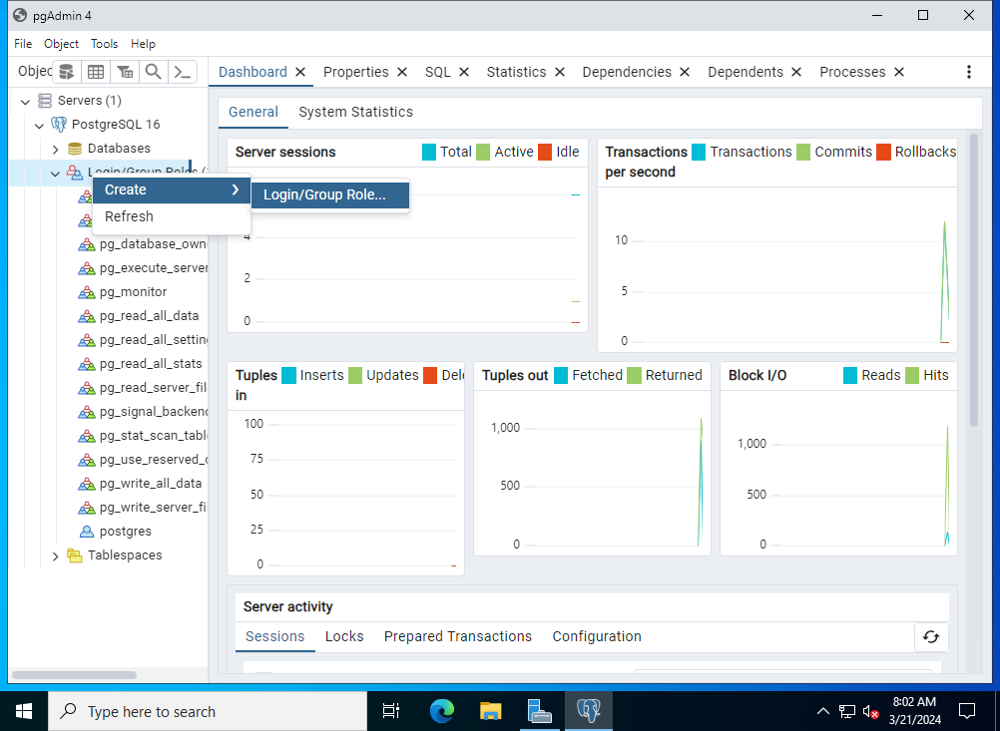 pgAdmin 4
File Object Tools Help
Objec
Dashboard Properties SQL Statistics Dependencies Dependents Processes
Servers (1)
PostgreSQL 16
Databases
Login/Group Roles
Create
Login/Group Role...
Refresh
pg_database_own
pg_execute_server
pg_monitor
pg_read_all_data
pg_read_all_settin
pg_read_all_stats
pg_read_server_fil
pg_signal_backend
pg_stat_scan_tabl
pg_use_reserved_c
pg_write_all_data
pg_write_server_fi
postgres
Tablespaces
General System Statistics
Server sessions Total Active Idle
4
2
0
Transactions per second Transactions Commits Rollbacks
10
5
0
Tuples in Inserts Updates Del
100
75
50
25
0
Tuples out Fetched Returned
1,000
500
0
Block I/O Reads Hits
1,000
500
0
Server activity
Sessions Locks Prepared Transactions Configuration
Type here to search
8:02 AM
3/21/2024